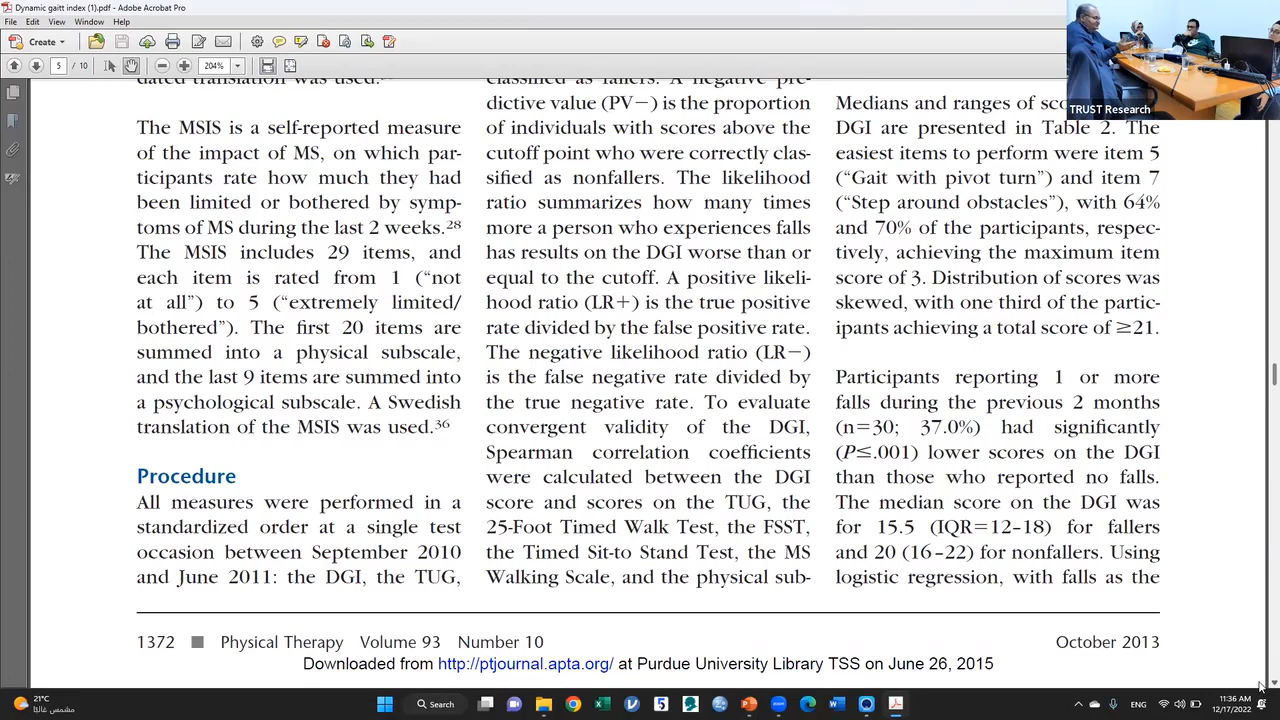 Dynamic gaitt index (1).pdf - Adobe Acrobat Pro
File Edit View Window Help
Create
5 / 10 204%
dated translation was used.
The MSIS is a self-reported measure
of the impact of MS, on which par-
ticipants rate how much they had
been limited or bothered by symp-
toms of MS during the last 2 weeks.28
The MSIS includes 29 items, and
each item is rated from 1 (“not
at all”) to 5 (“extremely limited/
bothered”). The first 20 items are
summed into a physical subscale,
and the last 9 items are summed into
a psychological subscale. A Swedish
translation of the MSIS was used.36
Procedure
All measures were performed in a
standardized order at a single test
occasion between September 2010
and June 2011: the DGI, the TUG,
classified as fallers. A negative pre-
dictive value (PV−) is the proportion
of individuals with scores above the
cutoff point who were correctly clas-
sified as nonfallers. The likelihood
ratio summarizes how many times
more a person who experiences falls
has results on the DGI worse than or
equal to the cutoff. A positive likeli-
hood ratio (LR+) is the true positive
rate divided by the false positive rate.
The negative likelihood ratio (LR−)
is the false negative rate divided by
the true negative rate. To evaluate
convergent validity of the DGI,
Spearman correlation coefficients
were calculated between the DGI
score and scores on the TUG, the
25-Foot Timed Walk Test, the FSST,
the Timed Sit-to Stand Test, the MS
Walking Scale, and the physical sub-
Medians and ranges of sco
DGI are presented in Table 2. The
easiest items to perform were item 5
(“Gait with pivot turn”) and item 7
(“Step around obstacles”), with 64%
and 70% of the participants, respec-
tively, achieving the maximum item
score of 3. Distribution of scores was
skewed, with one third of the partic-
ipants achieving a total score of ≥21.
Participants reporting 1 or more
falls during the previous 2 months
(n=30; 37.0%) had significantly
(P≤.001) lower scores on the DGI
than those who reported no falls.
The median score on the DGI was
for 15.5 (IQR=12–18) for fallers
and 20 (16–22) for nonfallers. Using
logistic regression, with falls as the
1372 ■ Physical Therapy Volume 93 Number 10 October 2013
Downloaded from http://ptjournal.apta.org/ at Purdue University Library TSS on June 26, 2015
TRUST Research
21°C
مشمس غالبًا
Search
ENG
11:36 AM
12/17/2022